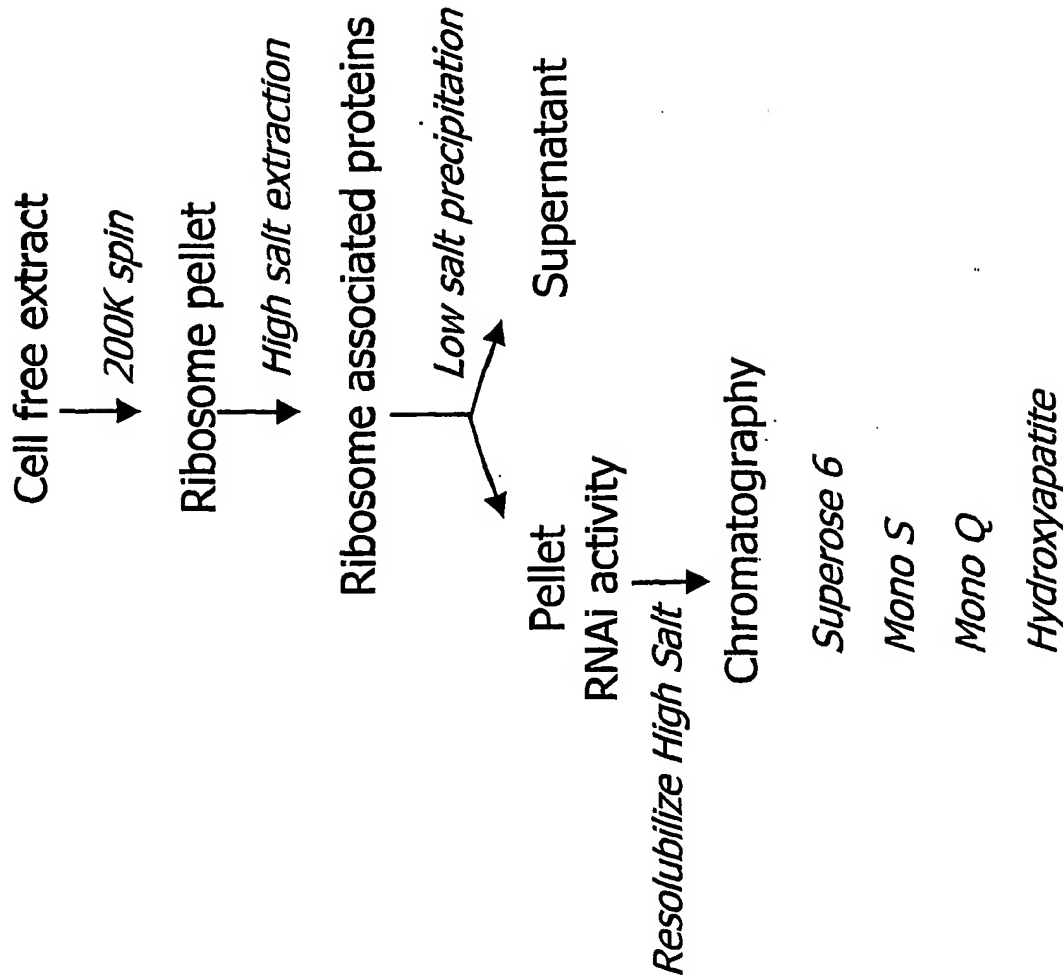 Cell free extract
200K spin
Ribosome pellet
High salt extraction
Ribosome associated proteins
Low salt precipitation
Pellet
RNAi activity
Supernatant
Resolubilize High Salt
Chromatography
Superose 6
Mono S
Mono Q
Hydroxyapatite